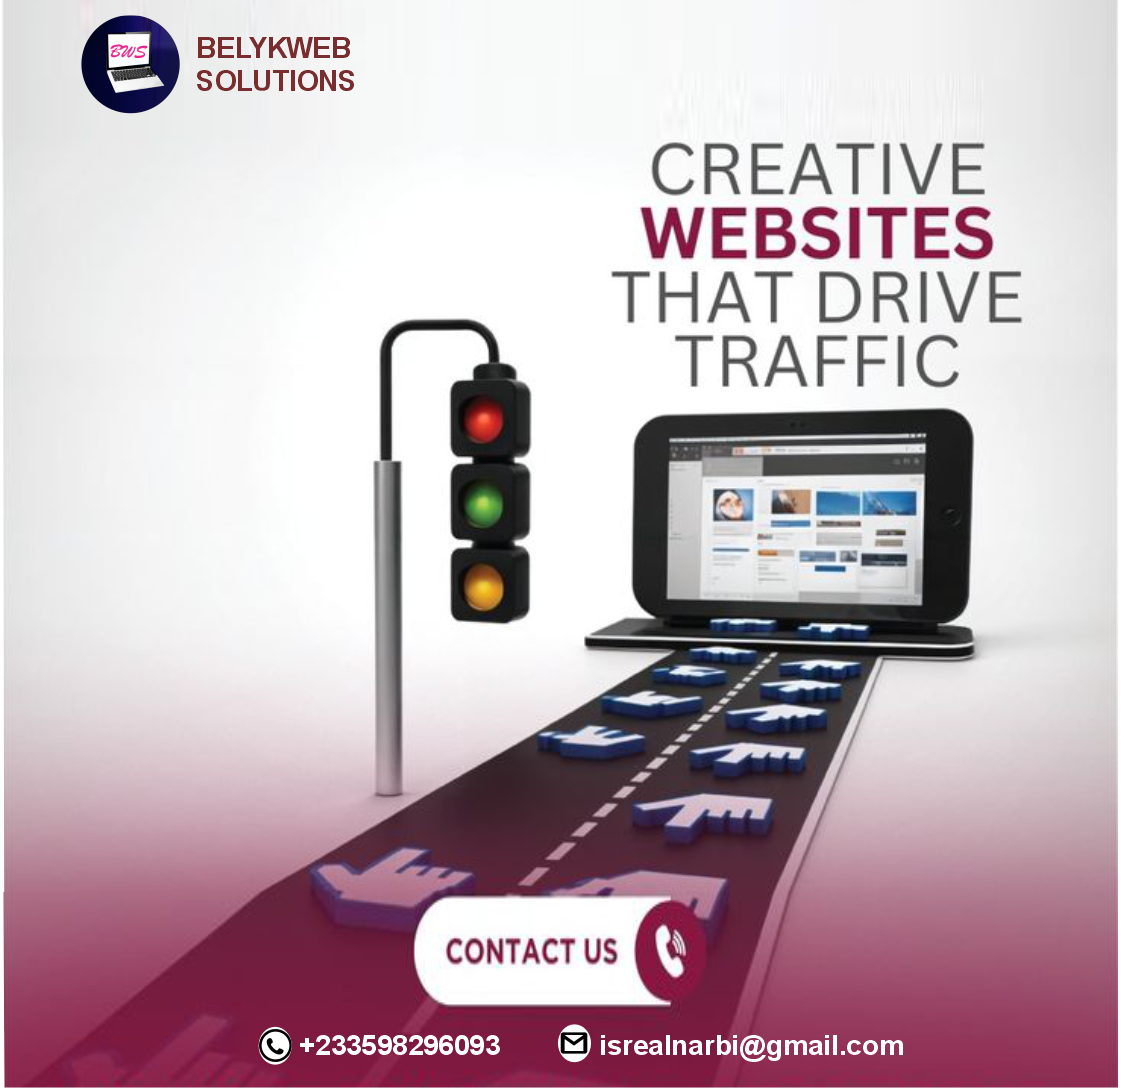 BWS
BELYKWEB
SOLUTIONS
CREATIVE
WEBSITES
THAT DRIVE
TRAFFIC
CONTACT US
+233598296093
isrealnarbi@gmail.com